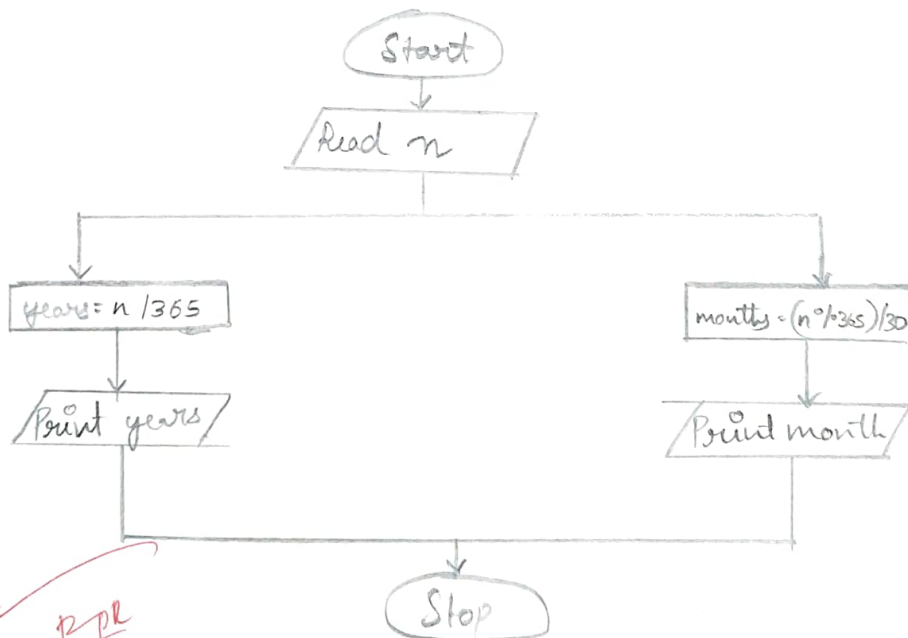 Start
Read n
years = n /365
months = (n%365)/30
Print years
Print month
Stop